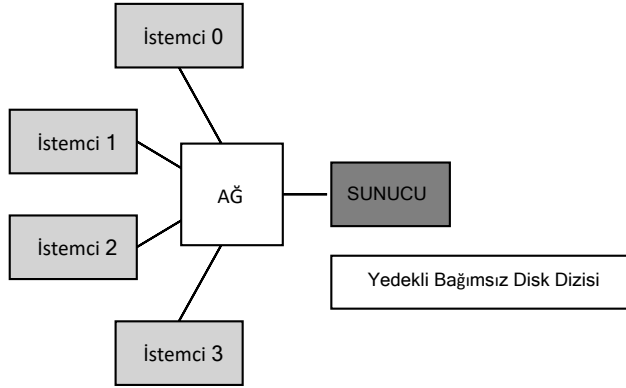 İstemci 0
İstemci 1
AĞ
SUNUCU
İstemci 2
Yedekli Bağımsız Disk Dizisi
İstemci 3